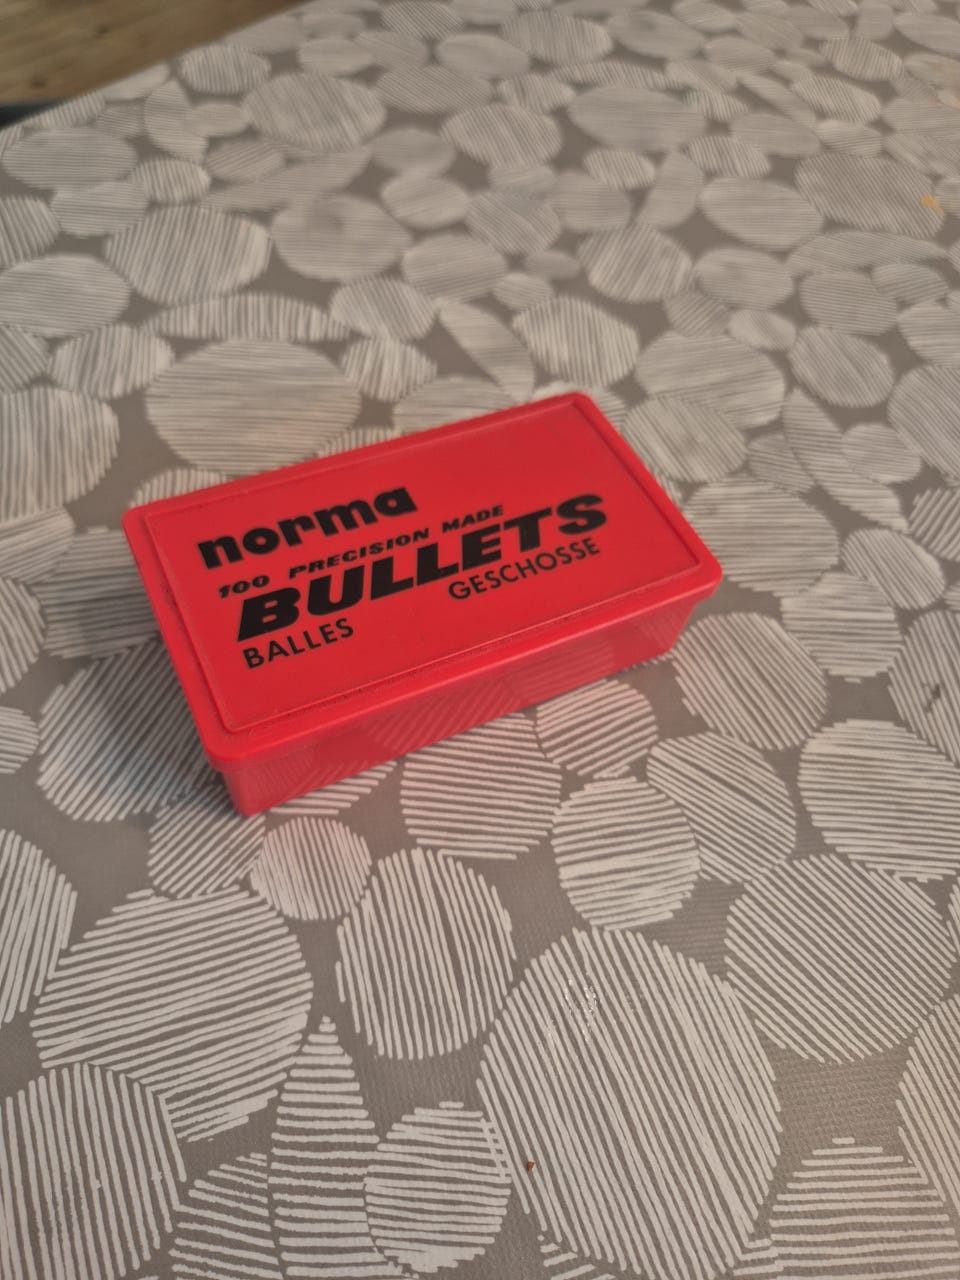 norma
100 PRECISION MADE
BULLETS
BALLES GESCHOSSE